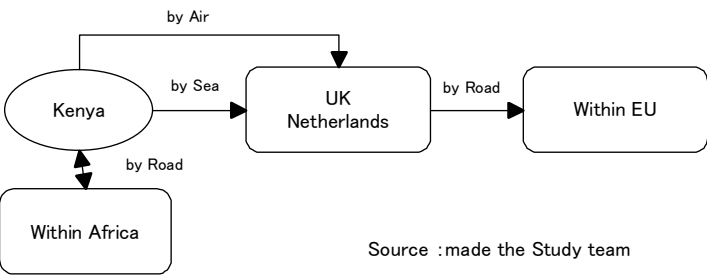 by Air
by Sea
Kenya
UK
Netherlands
by Road
Within EU
by Road
Within Africa
Source :made the Study team